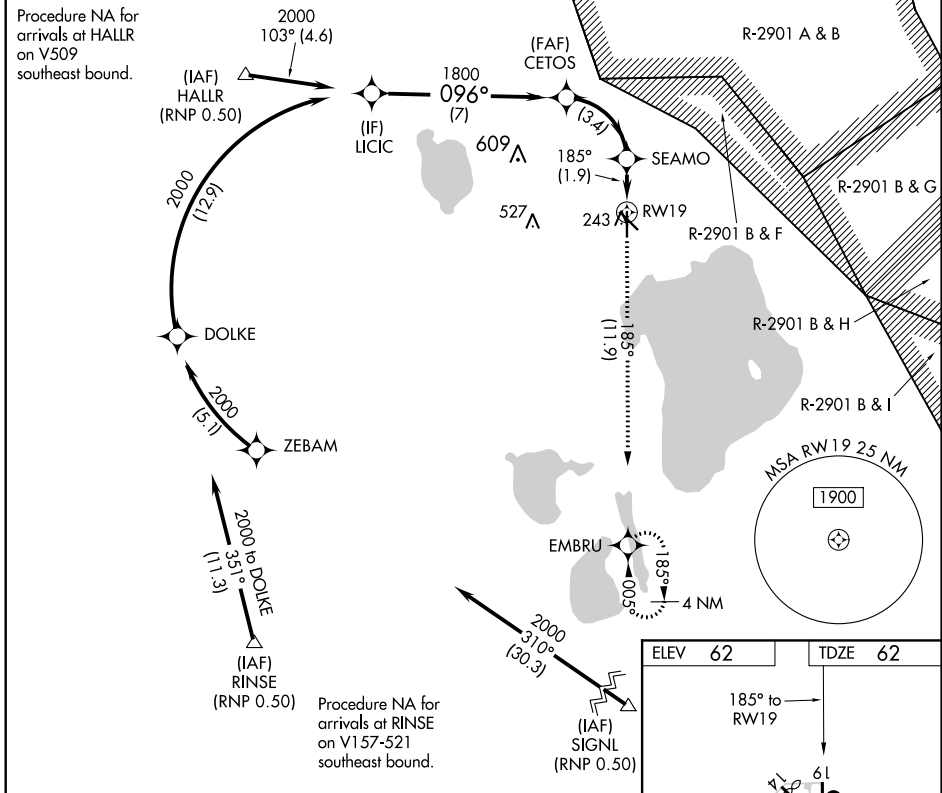 Procedure NA for
arrivals at HALLR
on V509
southeast bound.
2000
103° (4.6)
(IAF)
HALLR
(RNP 0.50)
(IF)
LICIC
1800
096°
(7)
(FAF)
CETOS
(3.4)
R-2901 A & B
609
185°
(1.9)
SEAMO
R-2901 B & G
527
243
RW19
R-2901 B & F
2000
(12.9)
DOLKE
185°
(11.9)
R-2901 B & H
R-2901 B & I
2000
(5.1)
ZEBAM
MSA RW19 25 NM
1900
2000 to DOLKE
351°
(11.3)
(IAF)
RINSE
(RNP 0.50)
EMBRU
185°
005°
4 NM
2000
310°
(30.3)
(IAF)
SIGNL
(RNP 0.50)
Procedure NA for
arrivals at RINSE
on V157-521
southeast bound.
ELEV 62
TDZE 62
185° to
RW19
19
14